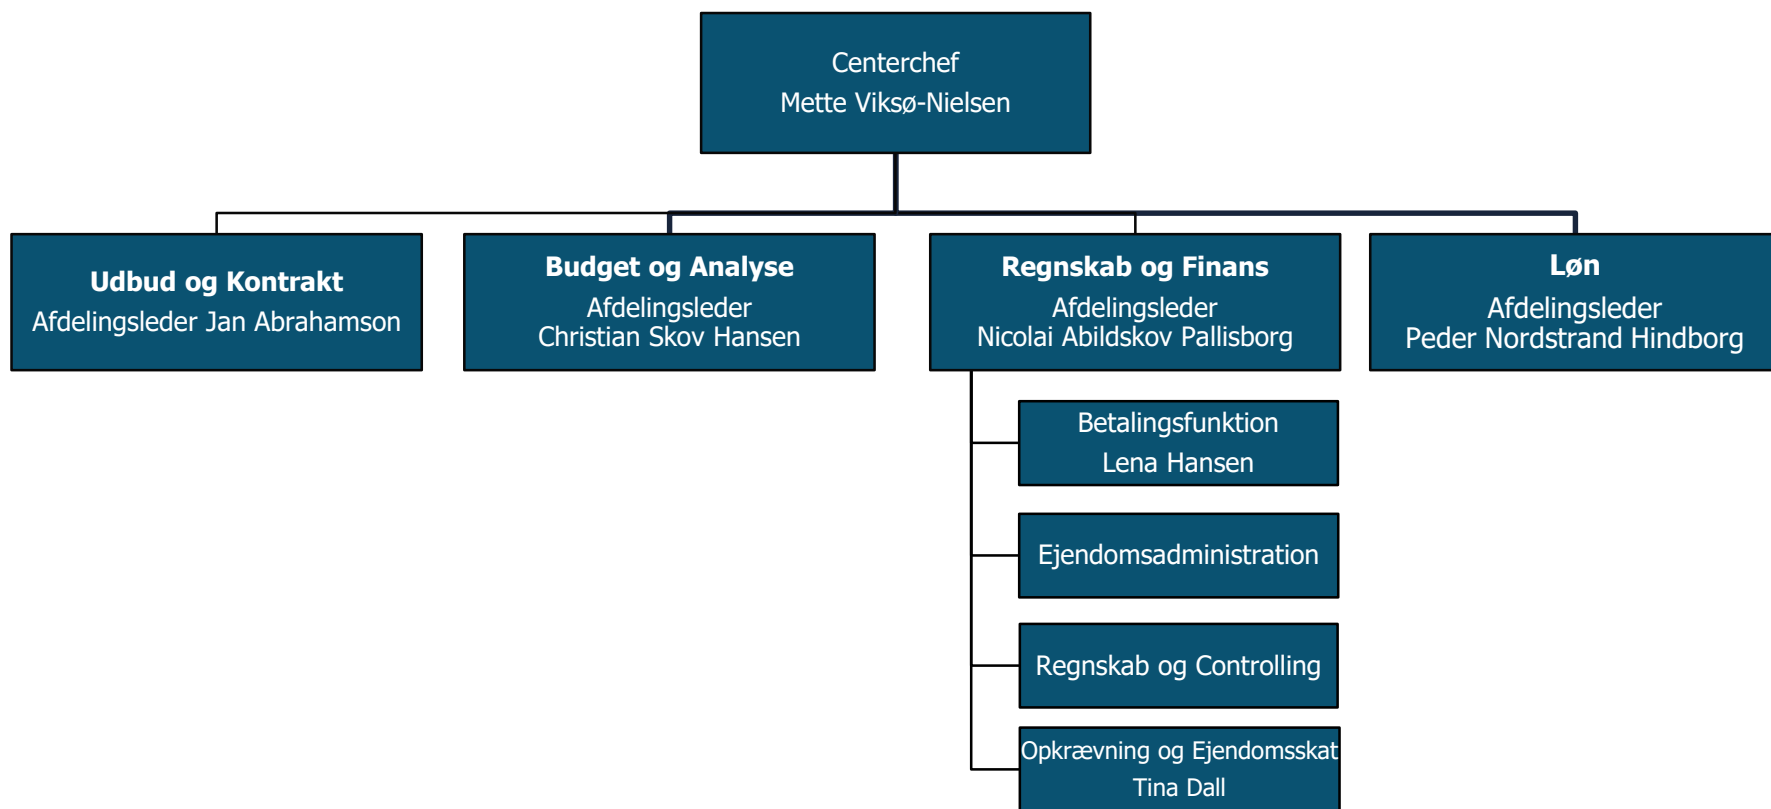 Centerchef
Mette Viksø-Nielsen
Udbud og Kontrakt
Afdelingsleder Jan Abrahamson
Budget og Analyse
Afdelingsleder
Christian Skov Hansen
Regnskab og Finans
Afdelingsleder
Nicolai Abildskov Pallisborg
Løn
Afdelingsleder
Peder Nordstrand Hindborg
Betalingsfunktion
Lena Hansen
Ejendomsadministration
Regnskab og Controlling
Opkrævning og Ejendomsskat
Tina Dall